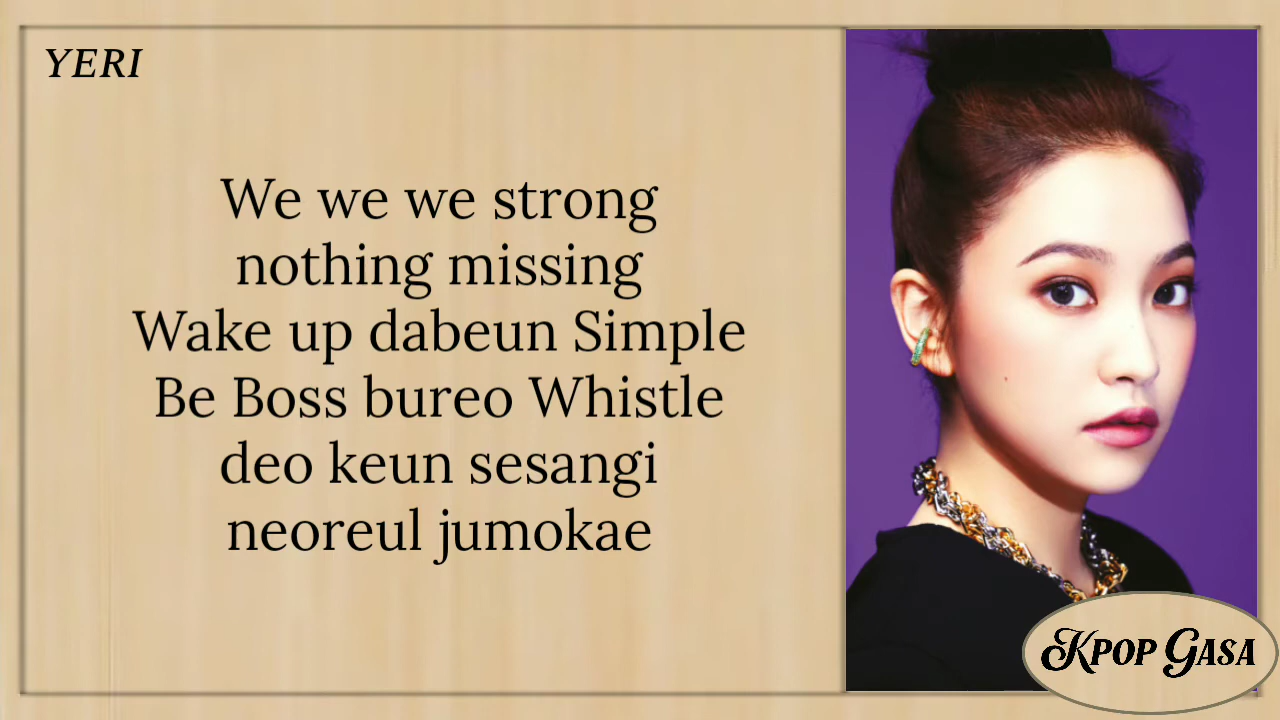 YERI
We we we strong
nothing missing
Wake up dabeun Simple
Be Boss bureo Whistle
deo keun sesangi
neoreul jumokae
KPOP GASA